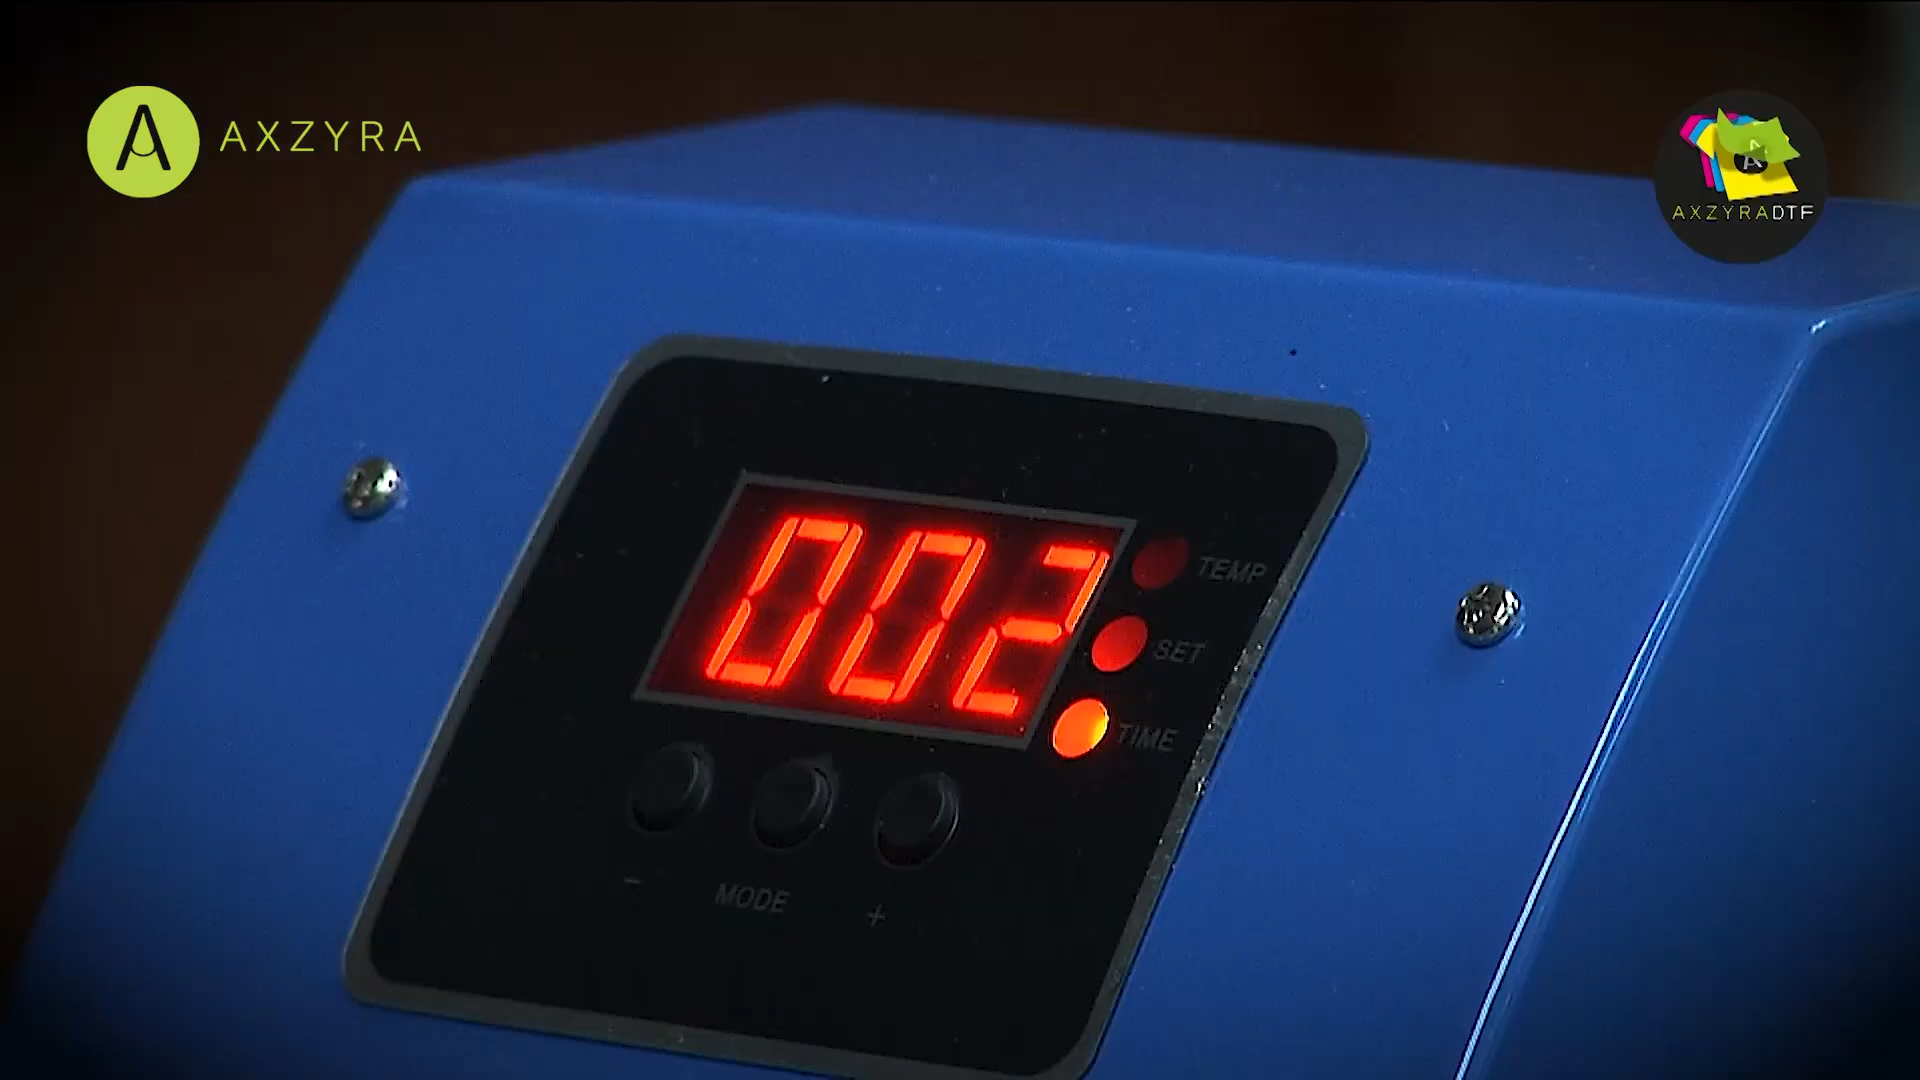 AXZYRA
AXZYRADTF
002
TEMP
SET
TIME
- MODE +